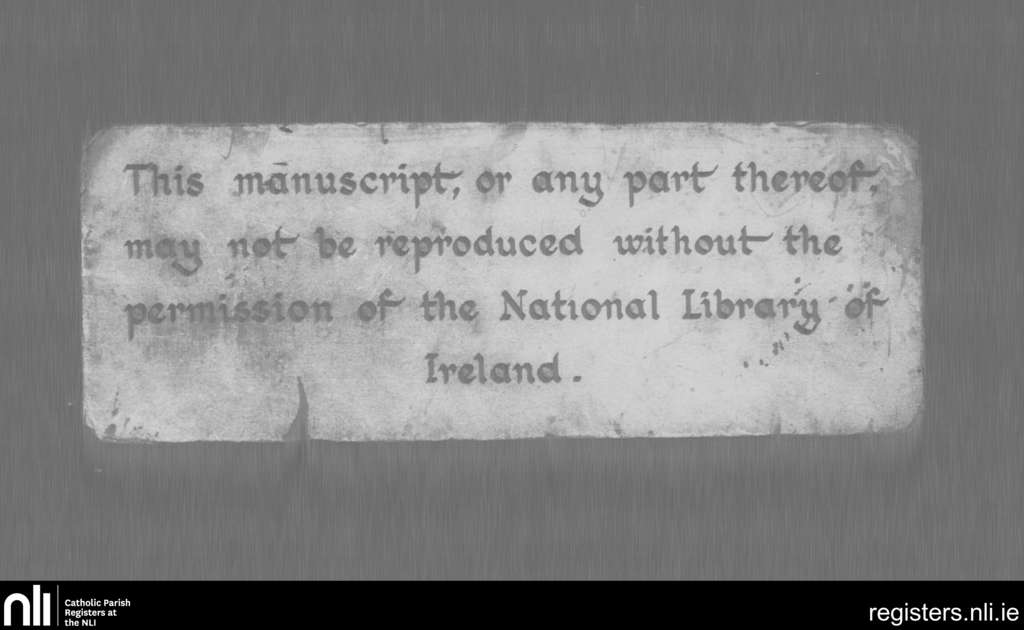 This manuscript, or any part thereof,
may not be reproduced without the
permission of the National Library of
Ireland.
nli
Catholic Parish
Registers at
the NLI
registers.nli.ie